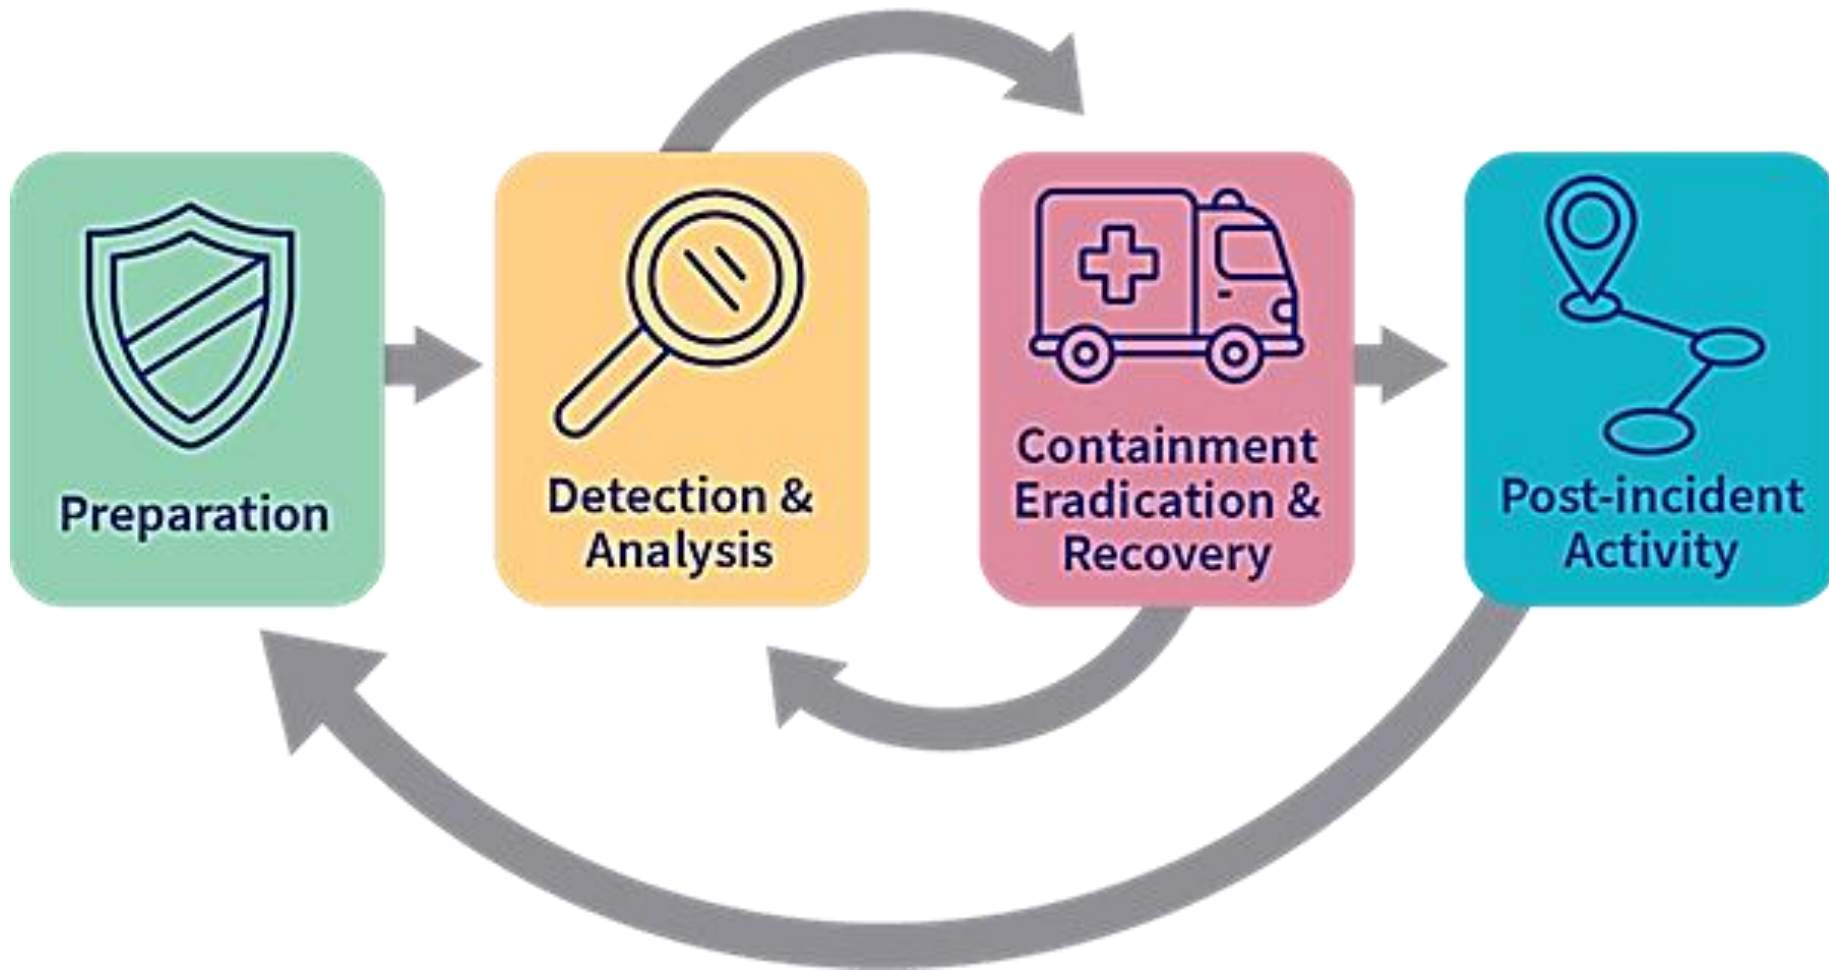 Preparation
Detection &
Analysis
Containment
Eradication &
Recovery
Post-incident
Activity